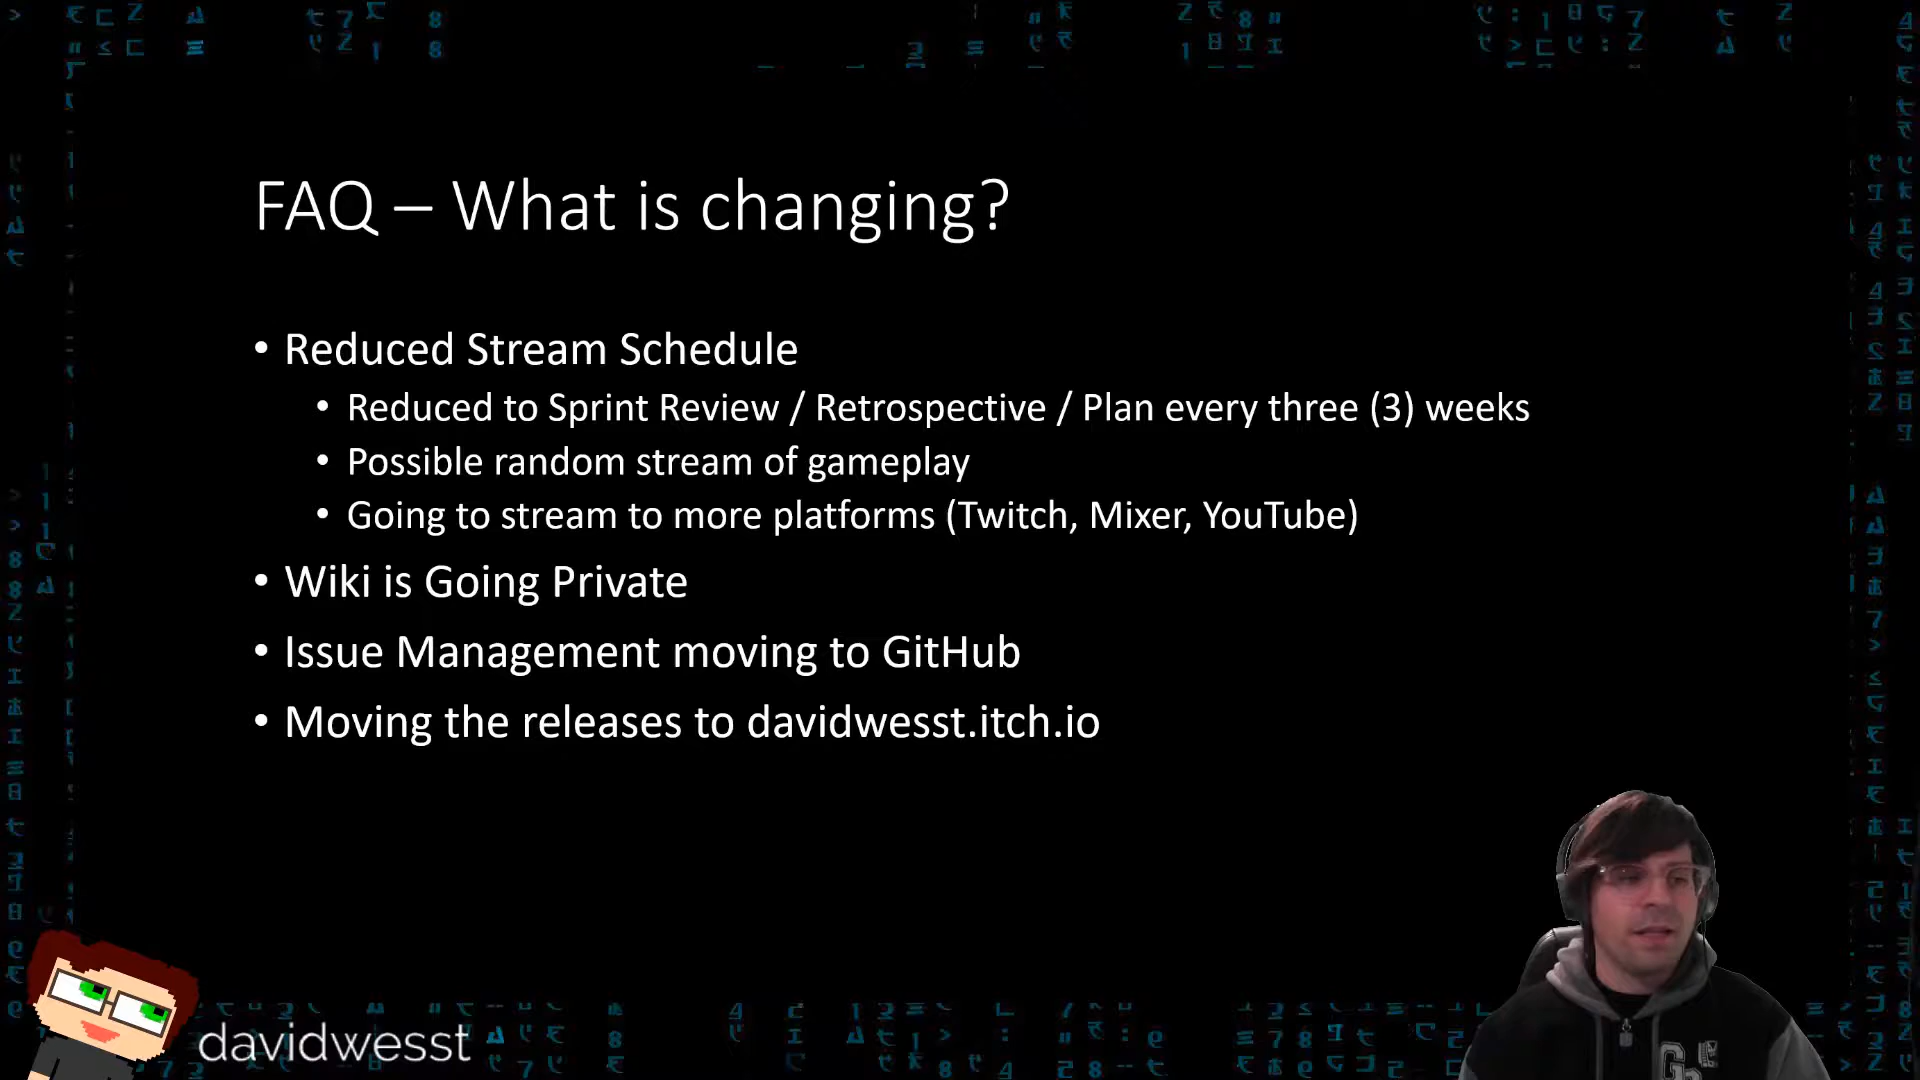 FAQ – What is changing?
• Reduced Stream Schedule
• Reduced to Sprint Review / Retrospective / Plan every three (3) weeks
• Possible random stream of gameplay
• Going to stream to more platforms (Twitch, Mixer, YouTube)
• Wiki is Going Private
• Issue Management moving to GitHub
• Moving the releases to davidwesst.itch.io
davidwesst